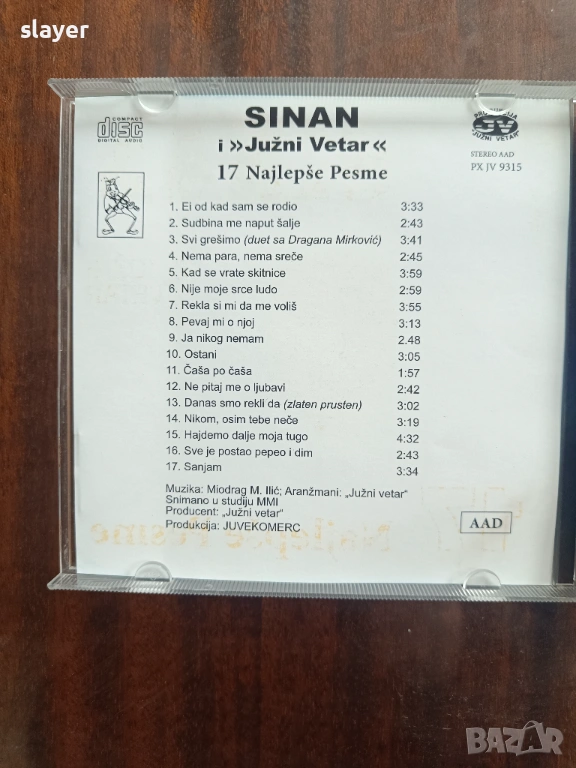 slayer
COMPACT
disc
DIGITAL AUDIO
SINAN
i »Južni Vetar«
17 Najlepše Pesme
JV
JUŽNI VETAR
STEREO AAD
PX JV 9315
1. Ei od kad sam se rodio 3:33
2. Sudbina me naput šalje 2:43
3. Svi grešimo (duet sa Dragana Mirković) 3:41
4. Nema para, nema sreče 2:45
5. Kad se vrate skitnice 3:59
6. Nije moje srce ludo 2:59
7. Rekla si mi da me voliš 3:55
8. Pevaj mi o njoj 3:13
9. Ja nikog nemam 2.48
10. Ostani 3:05
11. Čaša po čaša 1:57
12. Ne pitaj me o ljubavi 2:42
13. Danas smo rekli da (zlaten prusten) 3:02
14. Nikom, osim tebe neče 3:19
15. Hajdemo dalje moja tugo 4:32
16. Sve je postao pepeo i dim 2:43
17. Sanjam 3:34
Muzika: Miodrag M. Ilić; Aranžmani: „Južni vetar“
Snimano u studiju MMI
Producent: „Južni vetar“
Produkcija: JUVEKOMERC
AAD
Najlepše Pesme
BAZAR